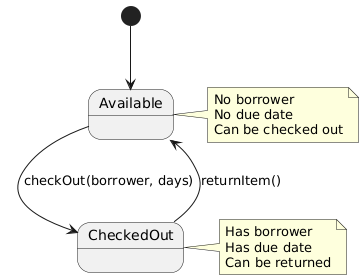 Available
No borrower
No due date
Can be checked out
checkOut(borrower, days)
returnItem()
CheckedOut
Has borrower
Has due date
Can be returned